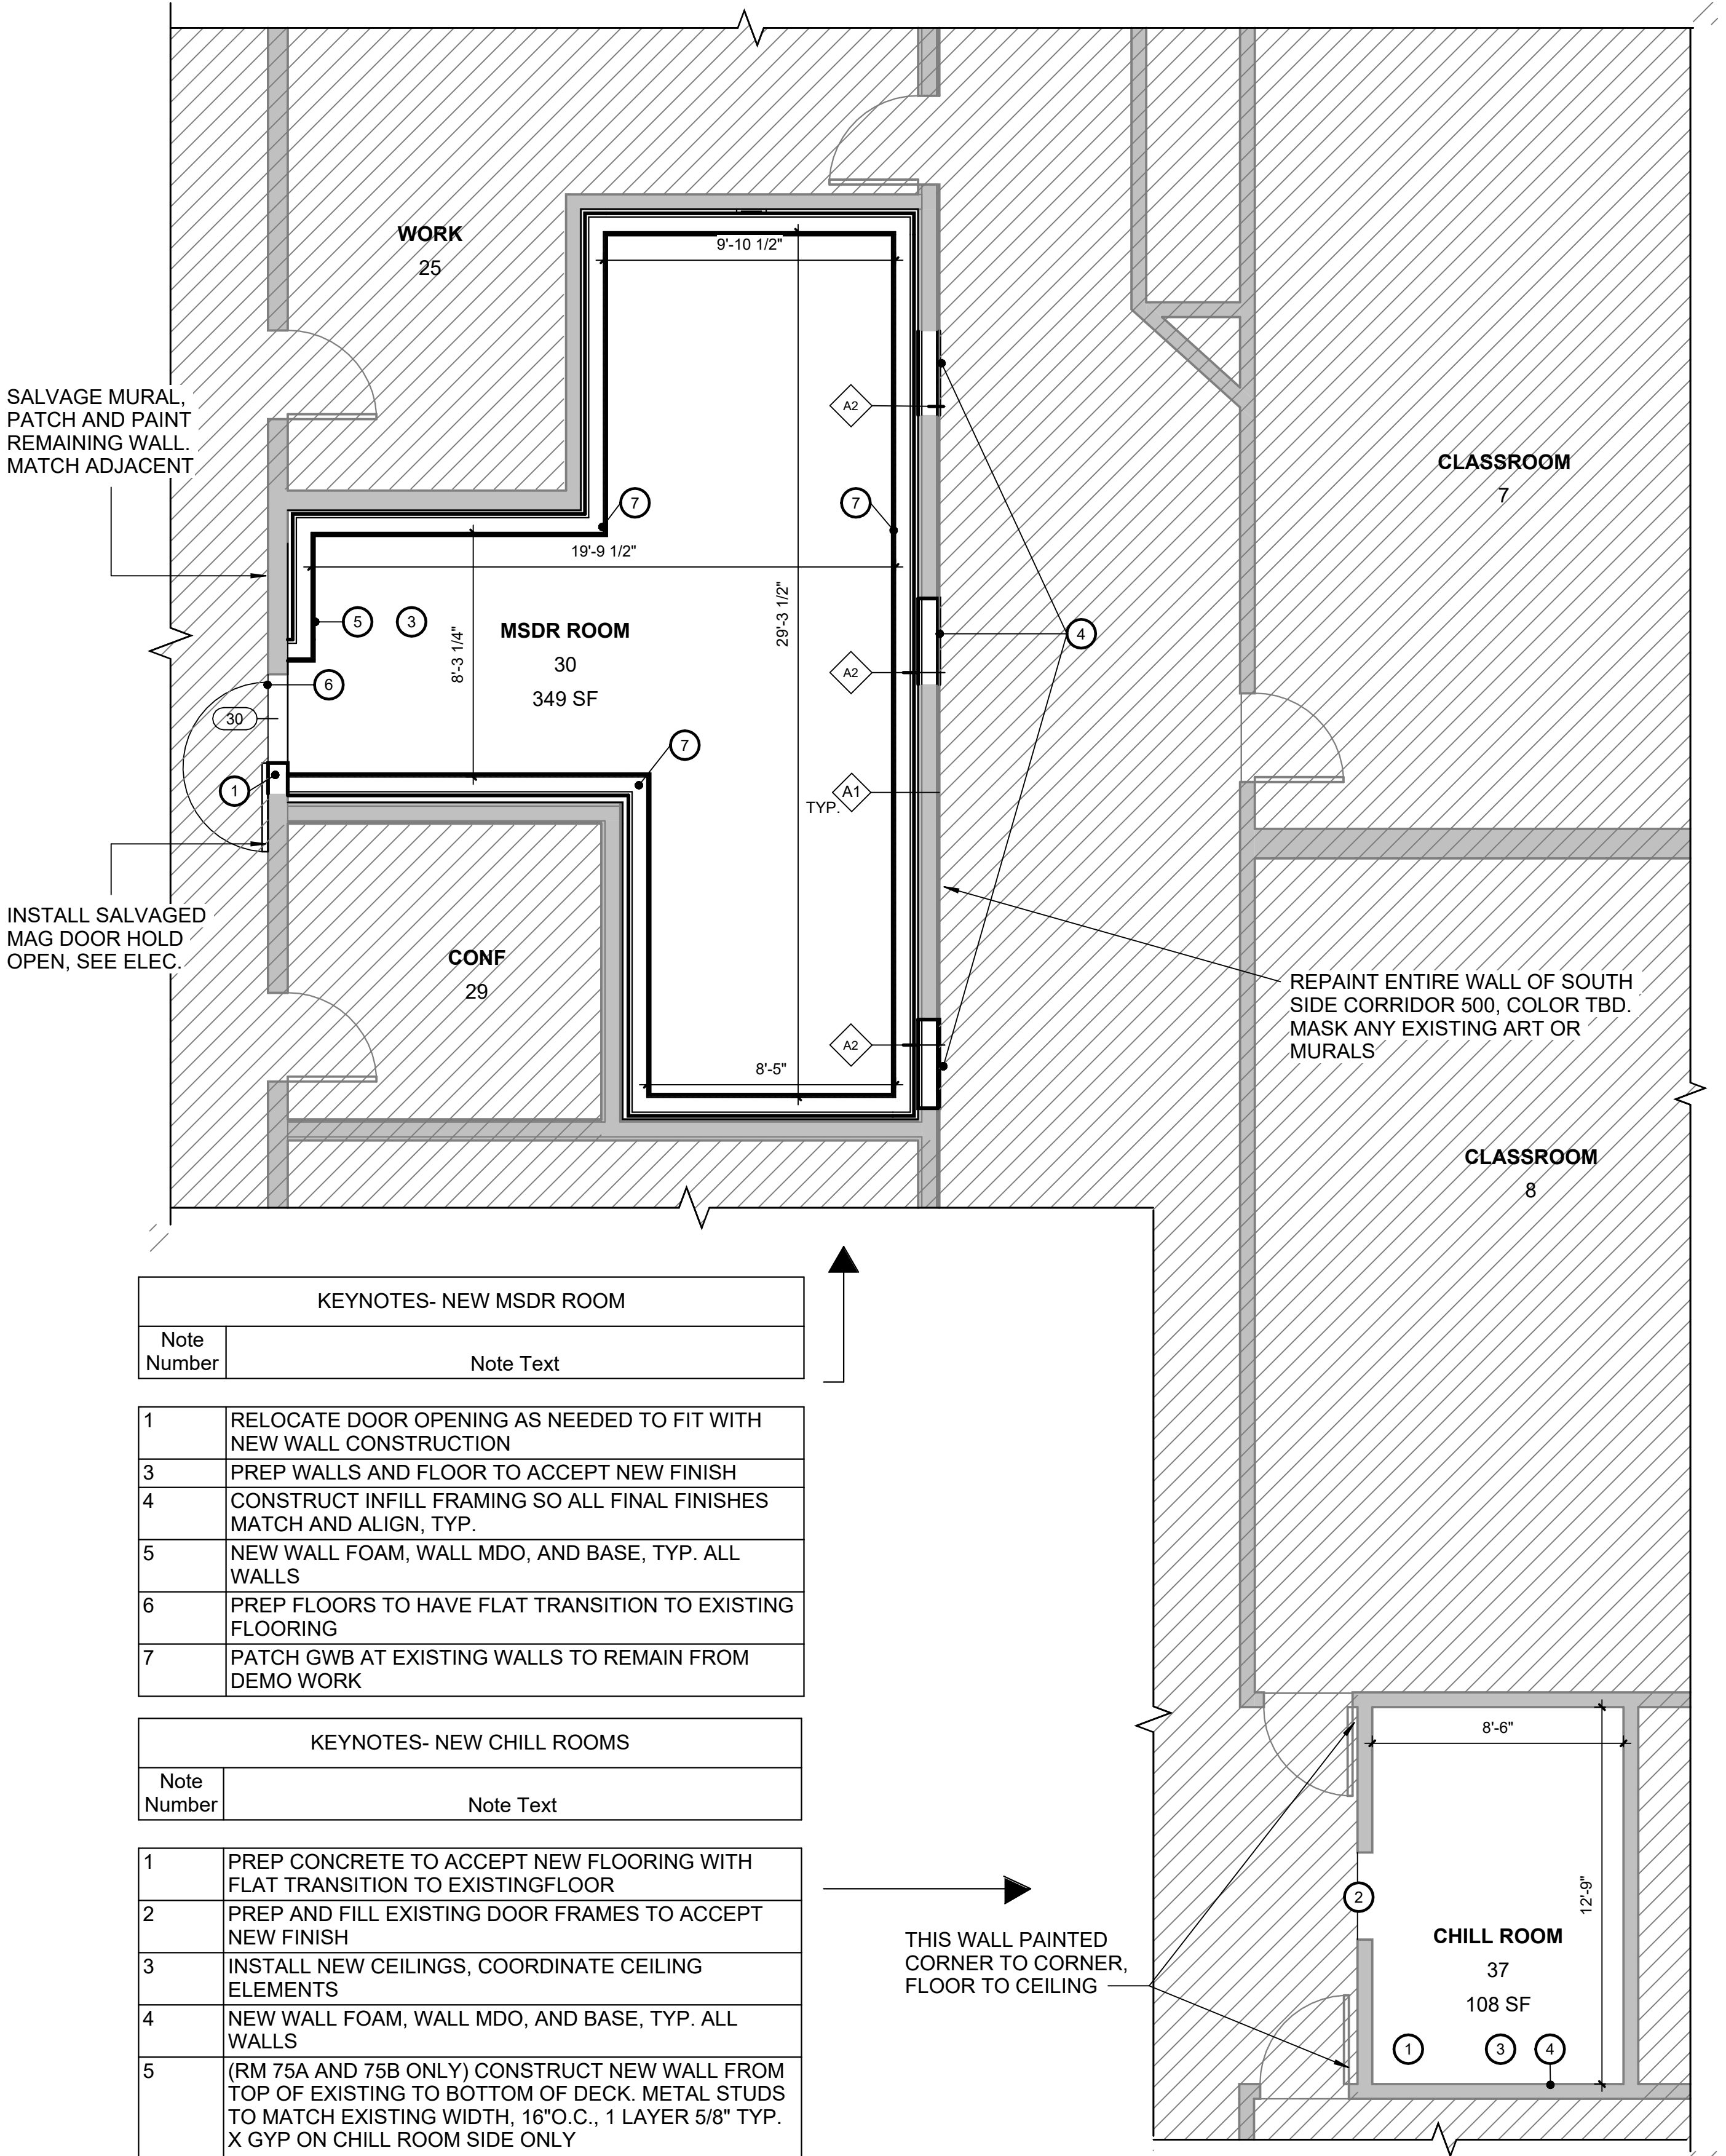 WORK
25
9'-10 1/2"
SALVAGE MURAL,
PATCH AND PAINT
REMAINING WALL.
MATCH ADJACENT
A2
CLASSROOM
7
7
7
19'-9 1/2"
5
3
MSDR ROOM
30
349 SF
8'-3 1/4"
29'-3 1/2"
4
A2
6
30
7
1
A1
TYP.
INSTALL SALVAGED
MAG DOOR HOLD
OPEN, SEE ELEC.
CONF
29
A2
8'-5"
REPAINT ENTIRE WALL OF SOUTH
SIDE CORRIDOR 500, COLOR TBD.
MASK ANY EXISTING ART OR
MURALS
CLASSROOM
8
KEYNOTES- NEW MSDR ROOM
Note
Number
Note Text
1 RELOCATE DOOR OPENING AS NEEDED TO FIT WITH
NEW WALL CONSTRUCTION
3 PREP WALLS AND FLOOR TO ACCEPT NEW FINISH
4 CONSTRUCT INFILL FRAMING SO ALL FINAL FINISHES
MATCH AND ALIGN, TYP.
5 NEW WALL FOAM, WALL MDO, AND BASE, TYP. ALL
WALLS
6 PREP FLOORS TO HAVE FLAT TRANSITION TO EXISTING
FLOORING
7 PATCH GWB AT EXISTING WALLS TO REMAIN FROM
DEMO WORK
KEYNOTES- NEW CHILL ROOMS
Note
Number
Note Text
1 PREP CONCRETE TO ACCEPT NEW FLOORING WITH
FLAT TRANSITION TO EXISTINGFLOOR
2 PREP AND FILL EXISTING DOOR FRAMES TO ACCEPT
NEW FINISH
3 INSTALL NEW CEILINGS, COORDINATE CEILING
ELEMENTS
4 NEW WALL FOAM, WALL MDO, AND BASE, TYP. ALL
WALLS
5 (RM 75A AND 75B ONLY) CONSTRUCT NEW WALL FROM
TOP OF EXISTING TO BOTTOM OF DECK. METAL STUDS
TO MATCH EXISTING WIDTH, 16"O.C., 1 LAYER 5/8" TYP.
X GYP ON CHILL ROOM SIDE ONLY
8'-6"
12'-9"
2
THIS WALL PAINTED
CORNER TO CORNER,
FLOOR TO CEILING
CHILL ROOM
37
108 SF
1
3
4